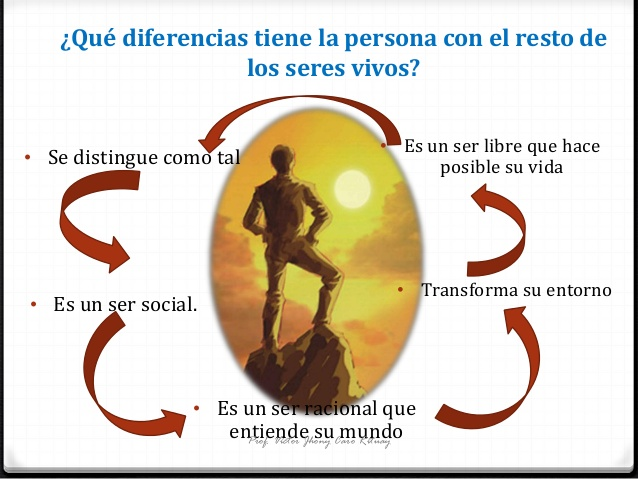 ¿Qué diferencias tiene la persona con el resto de
los seres vivos?
• Se distingue como tal
• Es un ser libre que hace
posible su vida
• Es un ser social.
• Transforma su entorno
• Es un ser racional que
entiende su mundo
Prof. Victor Jhony Caro